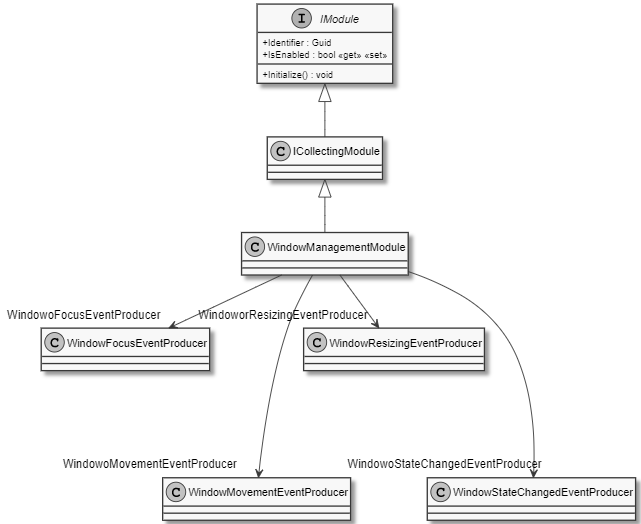 I IModule
+Identifier : Guid
+IsEnabled : bool «get» «set»
+Initialize() : void
C ICollectingModule
C WindowManagementModule
WindowoFocusEventProducer
WindoworResizingEventProducer
C WindowFocusEventProducer
C WindowResizingEventProducer
WindowoMovementEventProducer
WindowoStateChangedEventProducer
C WindowMovementEventProducer
C WindowStateChangedEventProducer